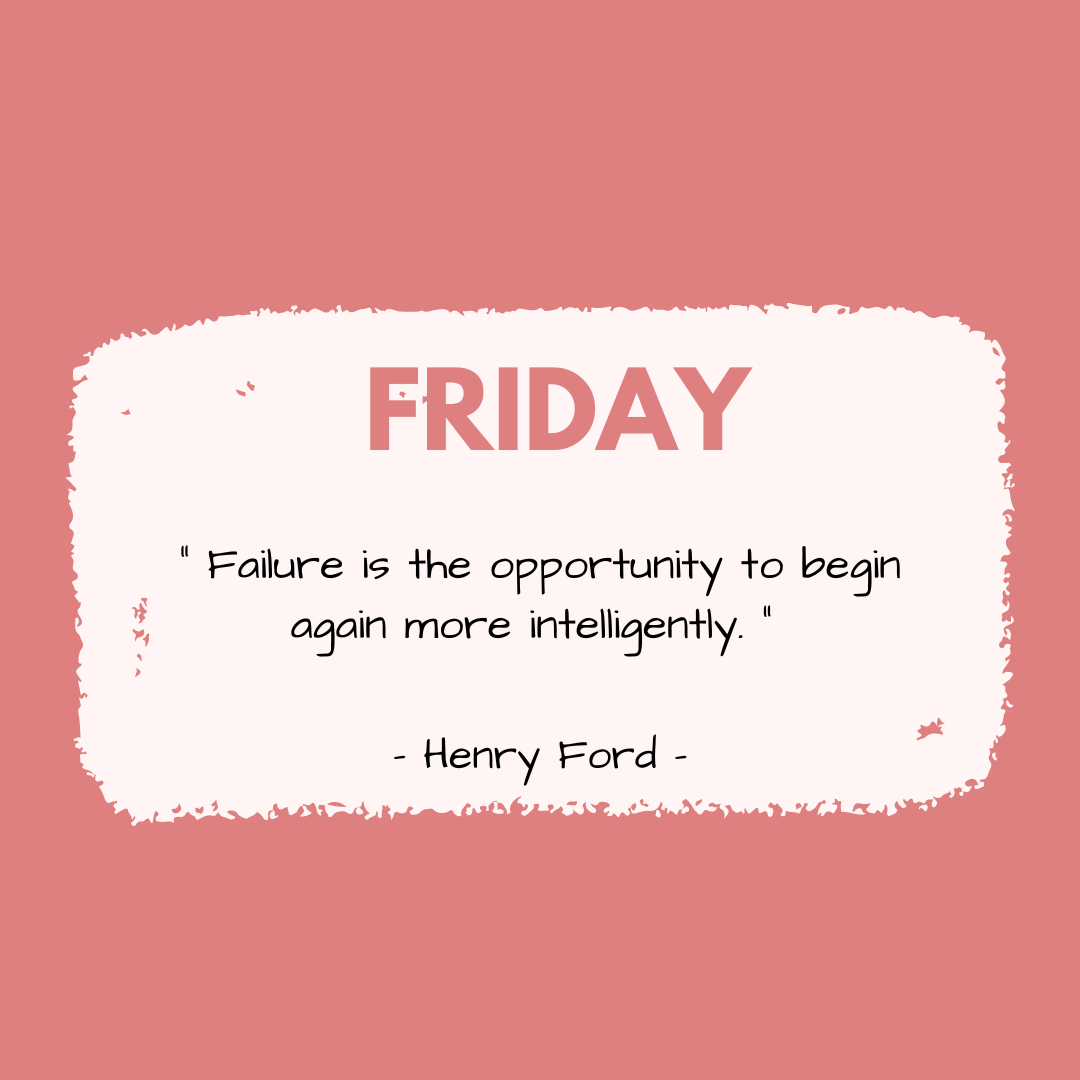 FRIDAY
" Failure is the opportunity to begin
again more intelligently. "
- Henry Ford -